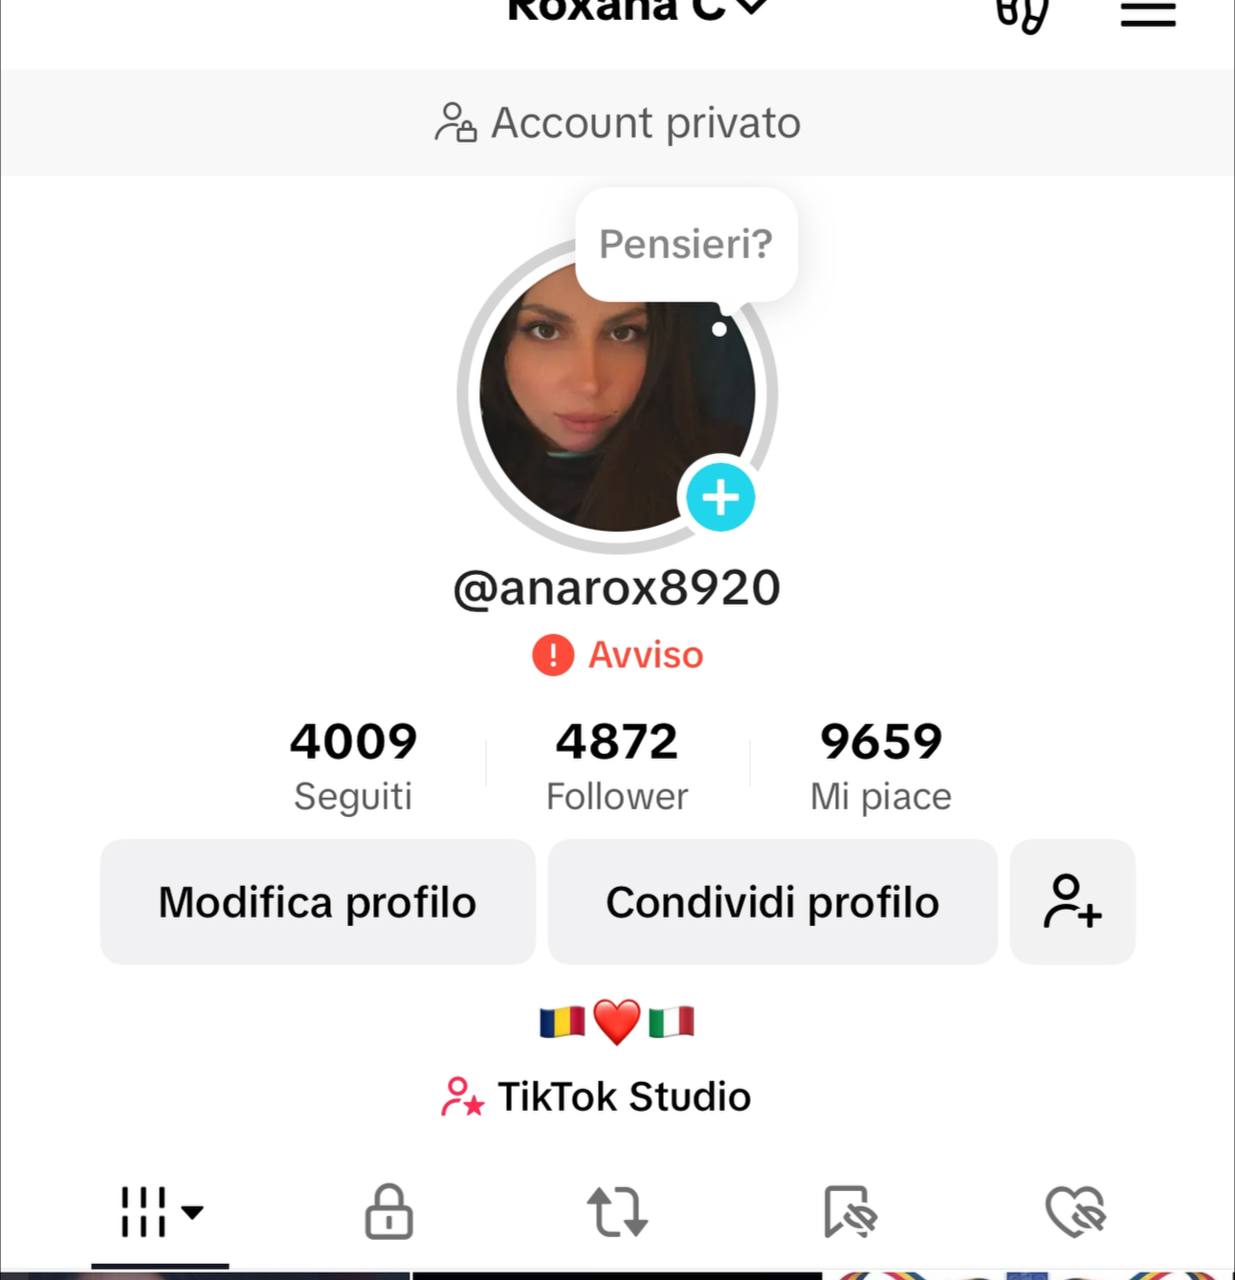 Roxana C
Account privato
Pensieri?
@anarox8920
Avviso
4009 4872 9659
Seguiti Follower Mi piace
Modifica profilo Condividi profilo
TikTok Studio